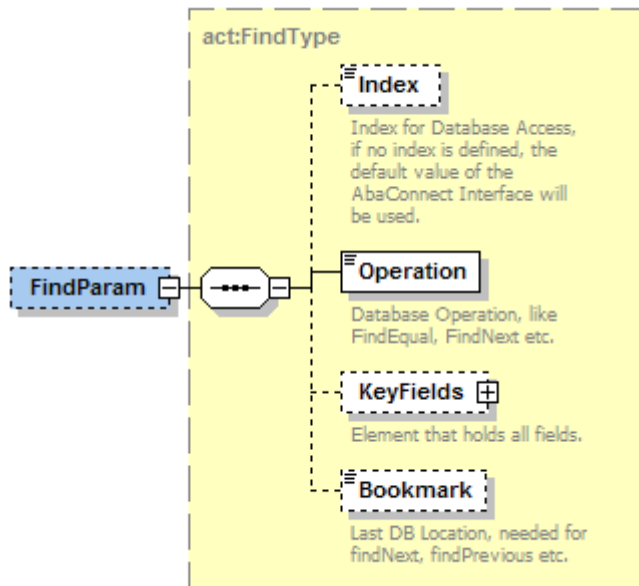 act:FindType
Index
Index for Database Access,
if no index is defined, the
default value of the
AbaConnect Interface will
be used.
FindParam
Operation
Database Operation, like
FindEqual, FindNext etc.
KeyFields
Element that holds all fields.
Bookmark
Last DB Location, needed for
findNext, findPrevious etc.